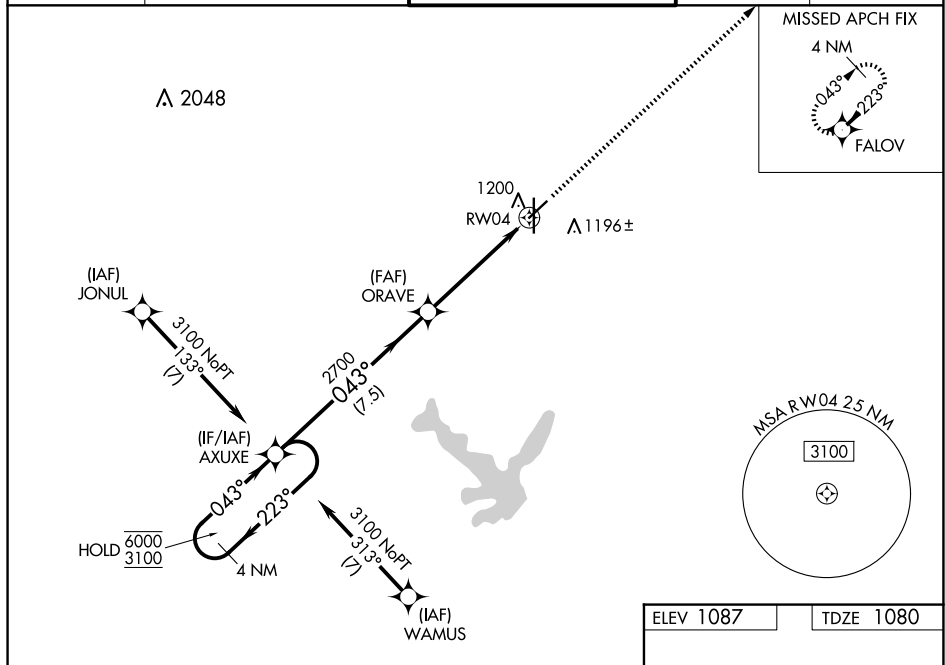 MISSED APCH FIX
4 NM
043°
223°
FALOV
2048
1200
RW04
1196±
(IAF)
JONUL
3100 NoPT
133°
(7)
(FAF)
ORAVE
2700
043°
(7.5)
(IF/IAF)
AXUXE
043°
223°
HOLD 6000
3100
4 NM
3100 NoPT
313°
(7)
(IAF)
WAMUS
MSA RW04 25 NM
3100
ELEV 1087
TDZE 1080